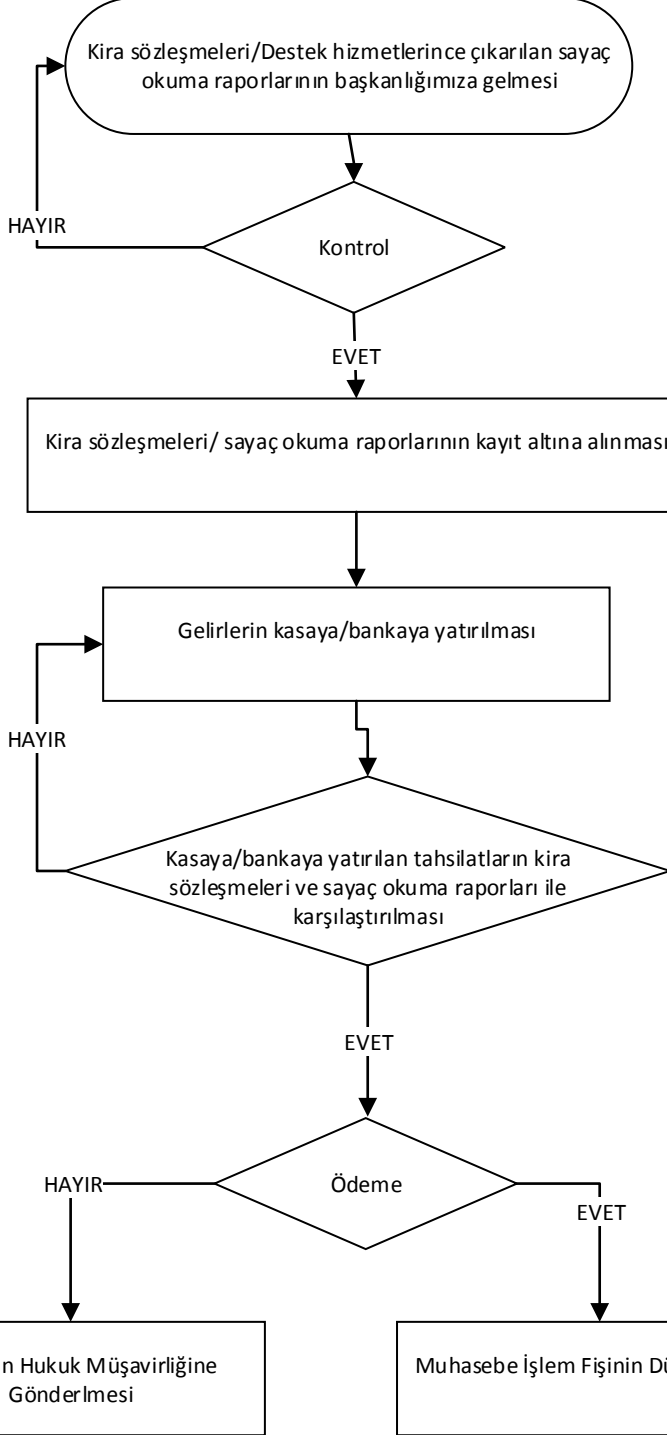 Kira sözleşmeleri/Destek hizmetlerince çıkarılan sayaç
okuma raporlarının başkanlığımıza gelmesi
HAYIR
Kontrol
EVET
Kira sözleşmeleri/ sayaç okuma raporlarının kayıt altına alınması
Gelirlerin kasaya/bankaya yatırılması
HAYIR
Kasaya/bankaya yatırılan tahsilatların kira
sözleşmeleri ve sayaç okuma raporları ile
karşılaştırılması
EVET
Ödeme
HAYIR
EVET
Hukuk Müşavirliğine
Gönderlmesi
Muhasebe İşlem Fişinin